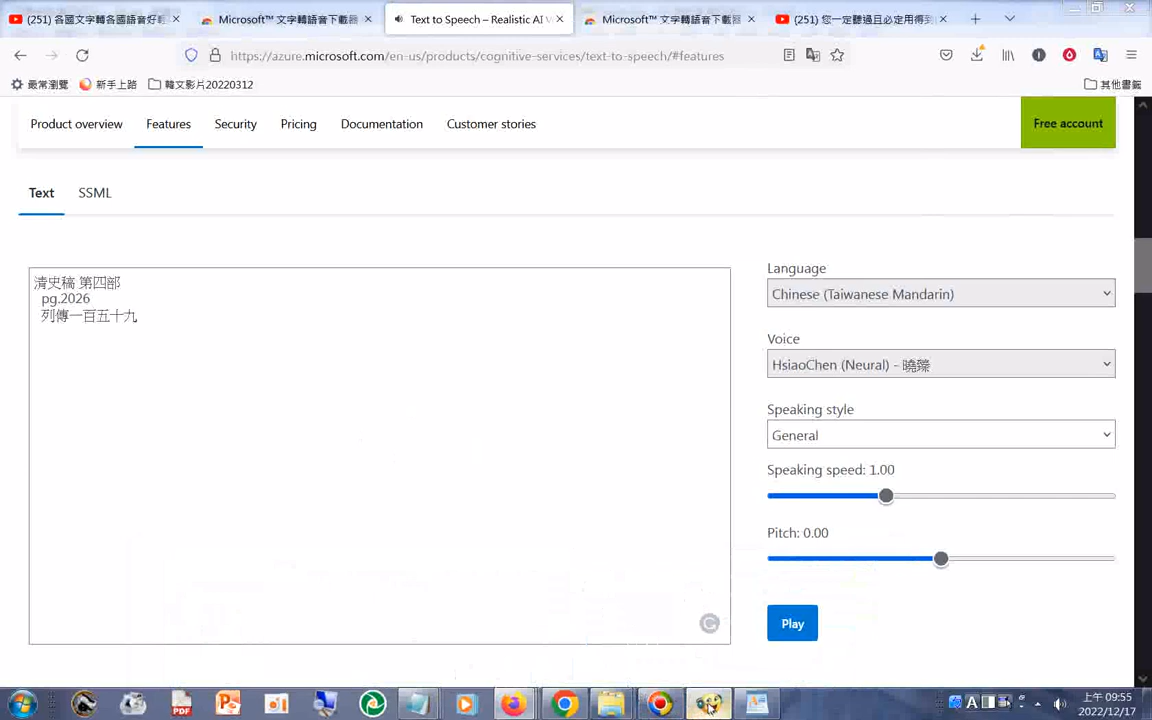 (251) 各國文字轉各國語音好
Microsoft™ 文字轉語音下載器
Text to Speech – Realistic AI V
Microsoft™ 文字轉語音下載器
(251) 您一定聽過且必定用得到
https://azure.microsoft.com/en-us/products/cognitive-services/text-to-speech/#features
最常瀏覽
新手上路
韓文影片20220312
其他書籤
Product overview
Features
Security
Pricing
Documentation
Customer stories
Free account
Text
SSML
清史稿 第四部
pg.2026
列傳一百五十九
Language
Chinese (Taiwanese Mandarin)
Voice
HsiaoChen (Neural) - 曉臻
Speaking style
General
Speaking speed: 1.00
Pitch: 0.00
Play
PDF
A
上午 09:55
2022/12/17